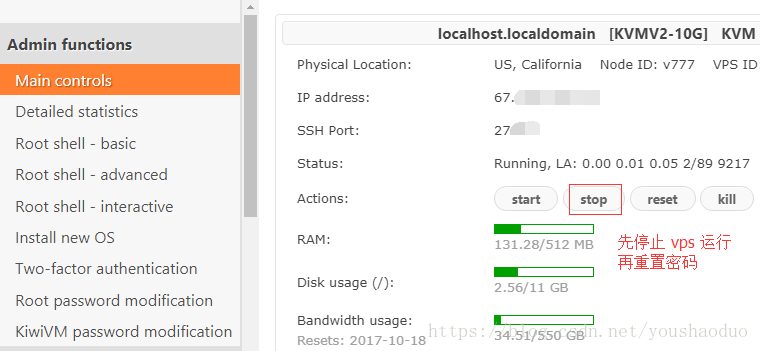 Admin functions
Main controls
Detailed statistics
Root shell - basic
Root shell - advanced
Root shell - interactive
Install new OS
Two-factor authentication
Root password modification
KiwiVM password modification
localhost.localdomain [KVMV2-10G] KVM
Physical Location: US, California Node ID: v777 VPS ID
IP address: 67.
SSH Port: 27
Status: Running, LA: 0.00 0.01 0.05 2/89 9217
Actions: start stop reset kill
RAM:
131.28/512 MB
先停止 vps 运行
再重置密码
Disk usage (/):
2.56/11 GB
Bandwidth usage:
34.51/550 GB
Resets: 2017-10-18
https://blog.csdn.net/youshaoduo